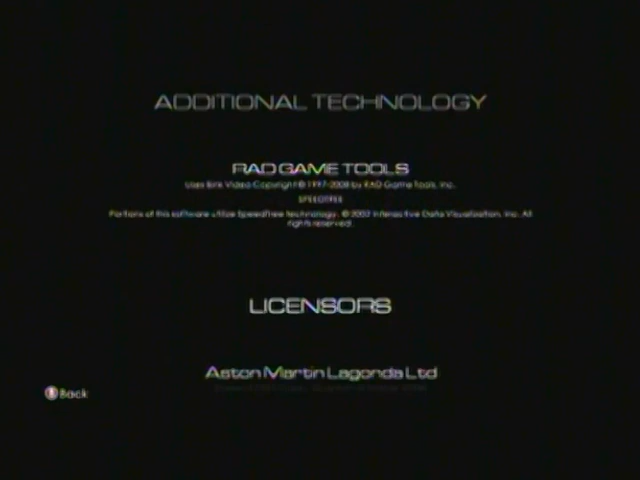 ADDITIONAL TECHNOLOGY
RAD GAME TOOLS
Uses Bink Video Copyright © 1997-2008 by RAD Game Tools, Inc.
SPEEDTREE
Portions of this software utilize SpeedTree technology. © 2002 Interactive Data Visualization, Inc. All
rights reserved.
LICENSORS
Aston Martin Lagonda Ltd
Back